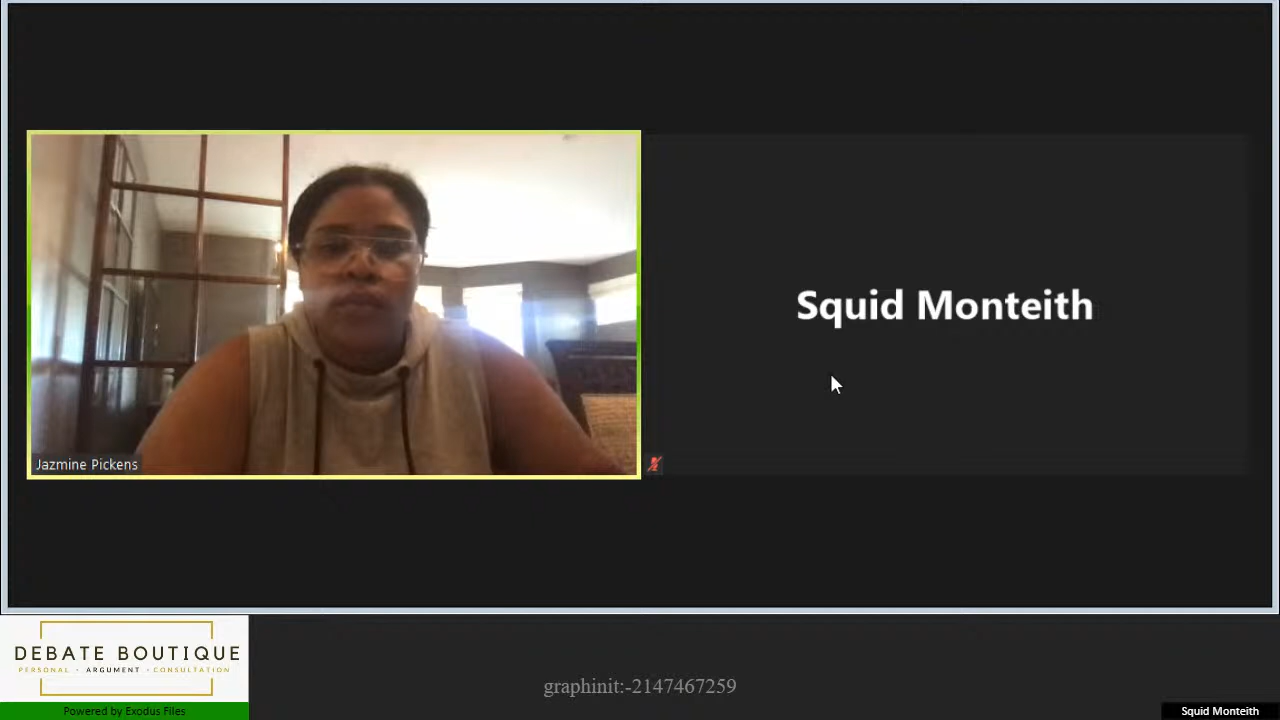 Squid Monteith
Jazmine Pickens
DEBATE BOUTIQUE
PERSONAL · ARGUMENT · CONSULTATION
graphinit:-2147467259
Powered by Exodus Files
Squid Monteith